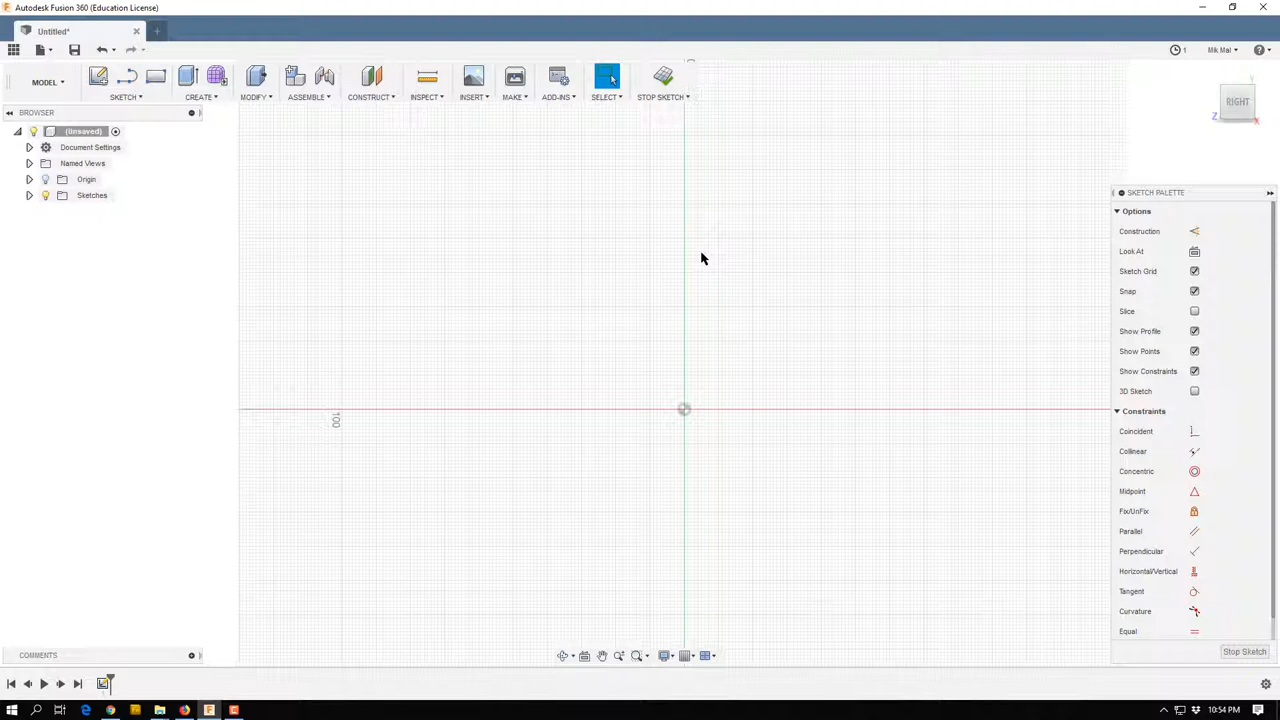 Autodesk Fusion 360 (Education License)
Untitled*
1 Mik Mal
MODEL SKETCH CREATE MODIFY ASSEMBLE CONSTRUCT INSPECT INSERT MAKE ADD-INS SELECT STOP SKETCH
BROWSER
(Unsaved)
Document Settings
Named Views
Origin
Sketches
Y
RIGHT
Z X
SKETCH PALETTE
Options
Construction
Look At
Sketch Grid
Snap
Slice
Show Profile
Show Points
Show Constraints
3D Sketch
Constraints
Coincident
Collinear
Concentric
Midpoint
Fix/UnFix
Parallel
Perpendicular
Horizontal/Vertical
Tangent
Curvature
Equal
Stop Sketch
100
COMMENTS
10:54 PM